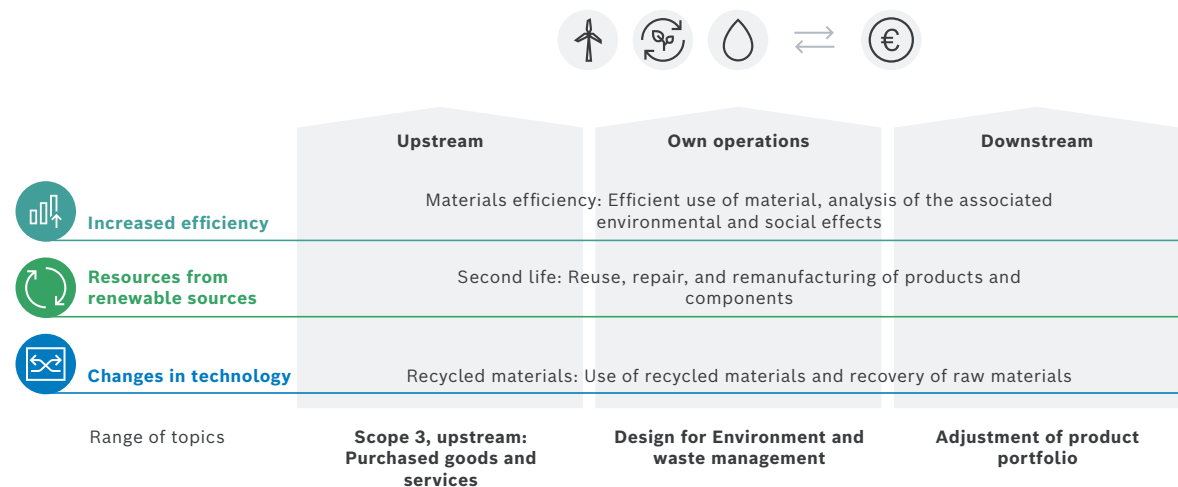 €
Upstream
Own operations
Downstream
Increased efficiency
Materials efficiency: Efficient use of material, analysis of the associated
environmental and social effects
Resources from
renewable sources
Second life: Reuse, repair, and remanufacturing of products and
components
Changes in technology
Recycled materials: Use of recycled materials and recovery of raw materials
Range of topics
Scope 3, upstream:
Purchased goods and
services
Design for Environment and
waste management
Adjustment of product
portfolio